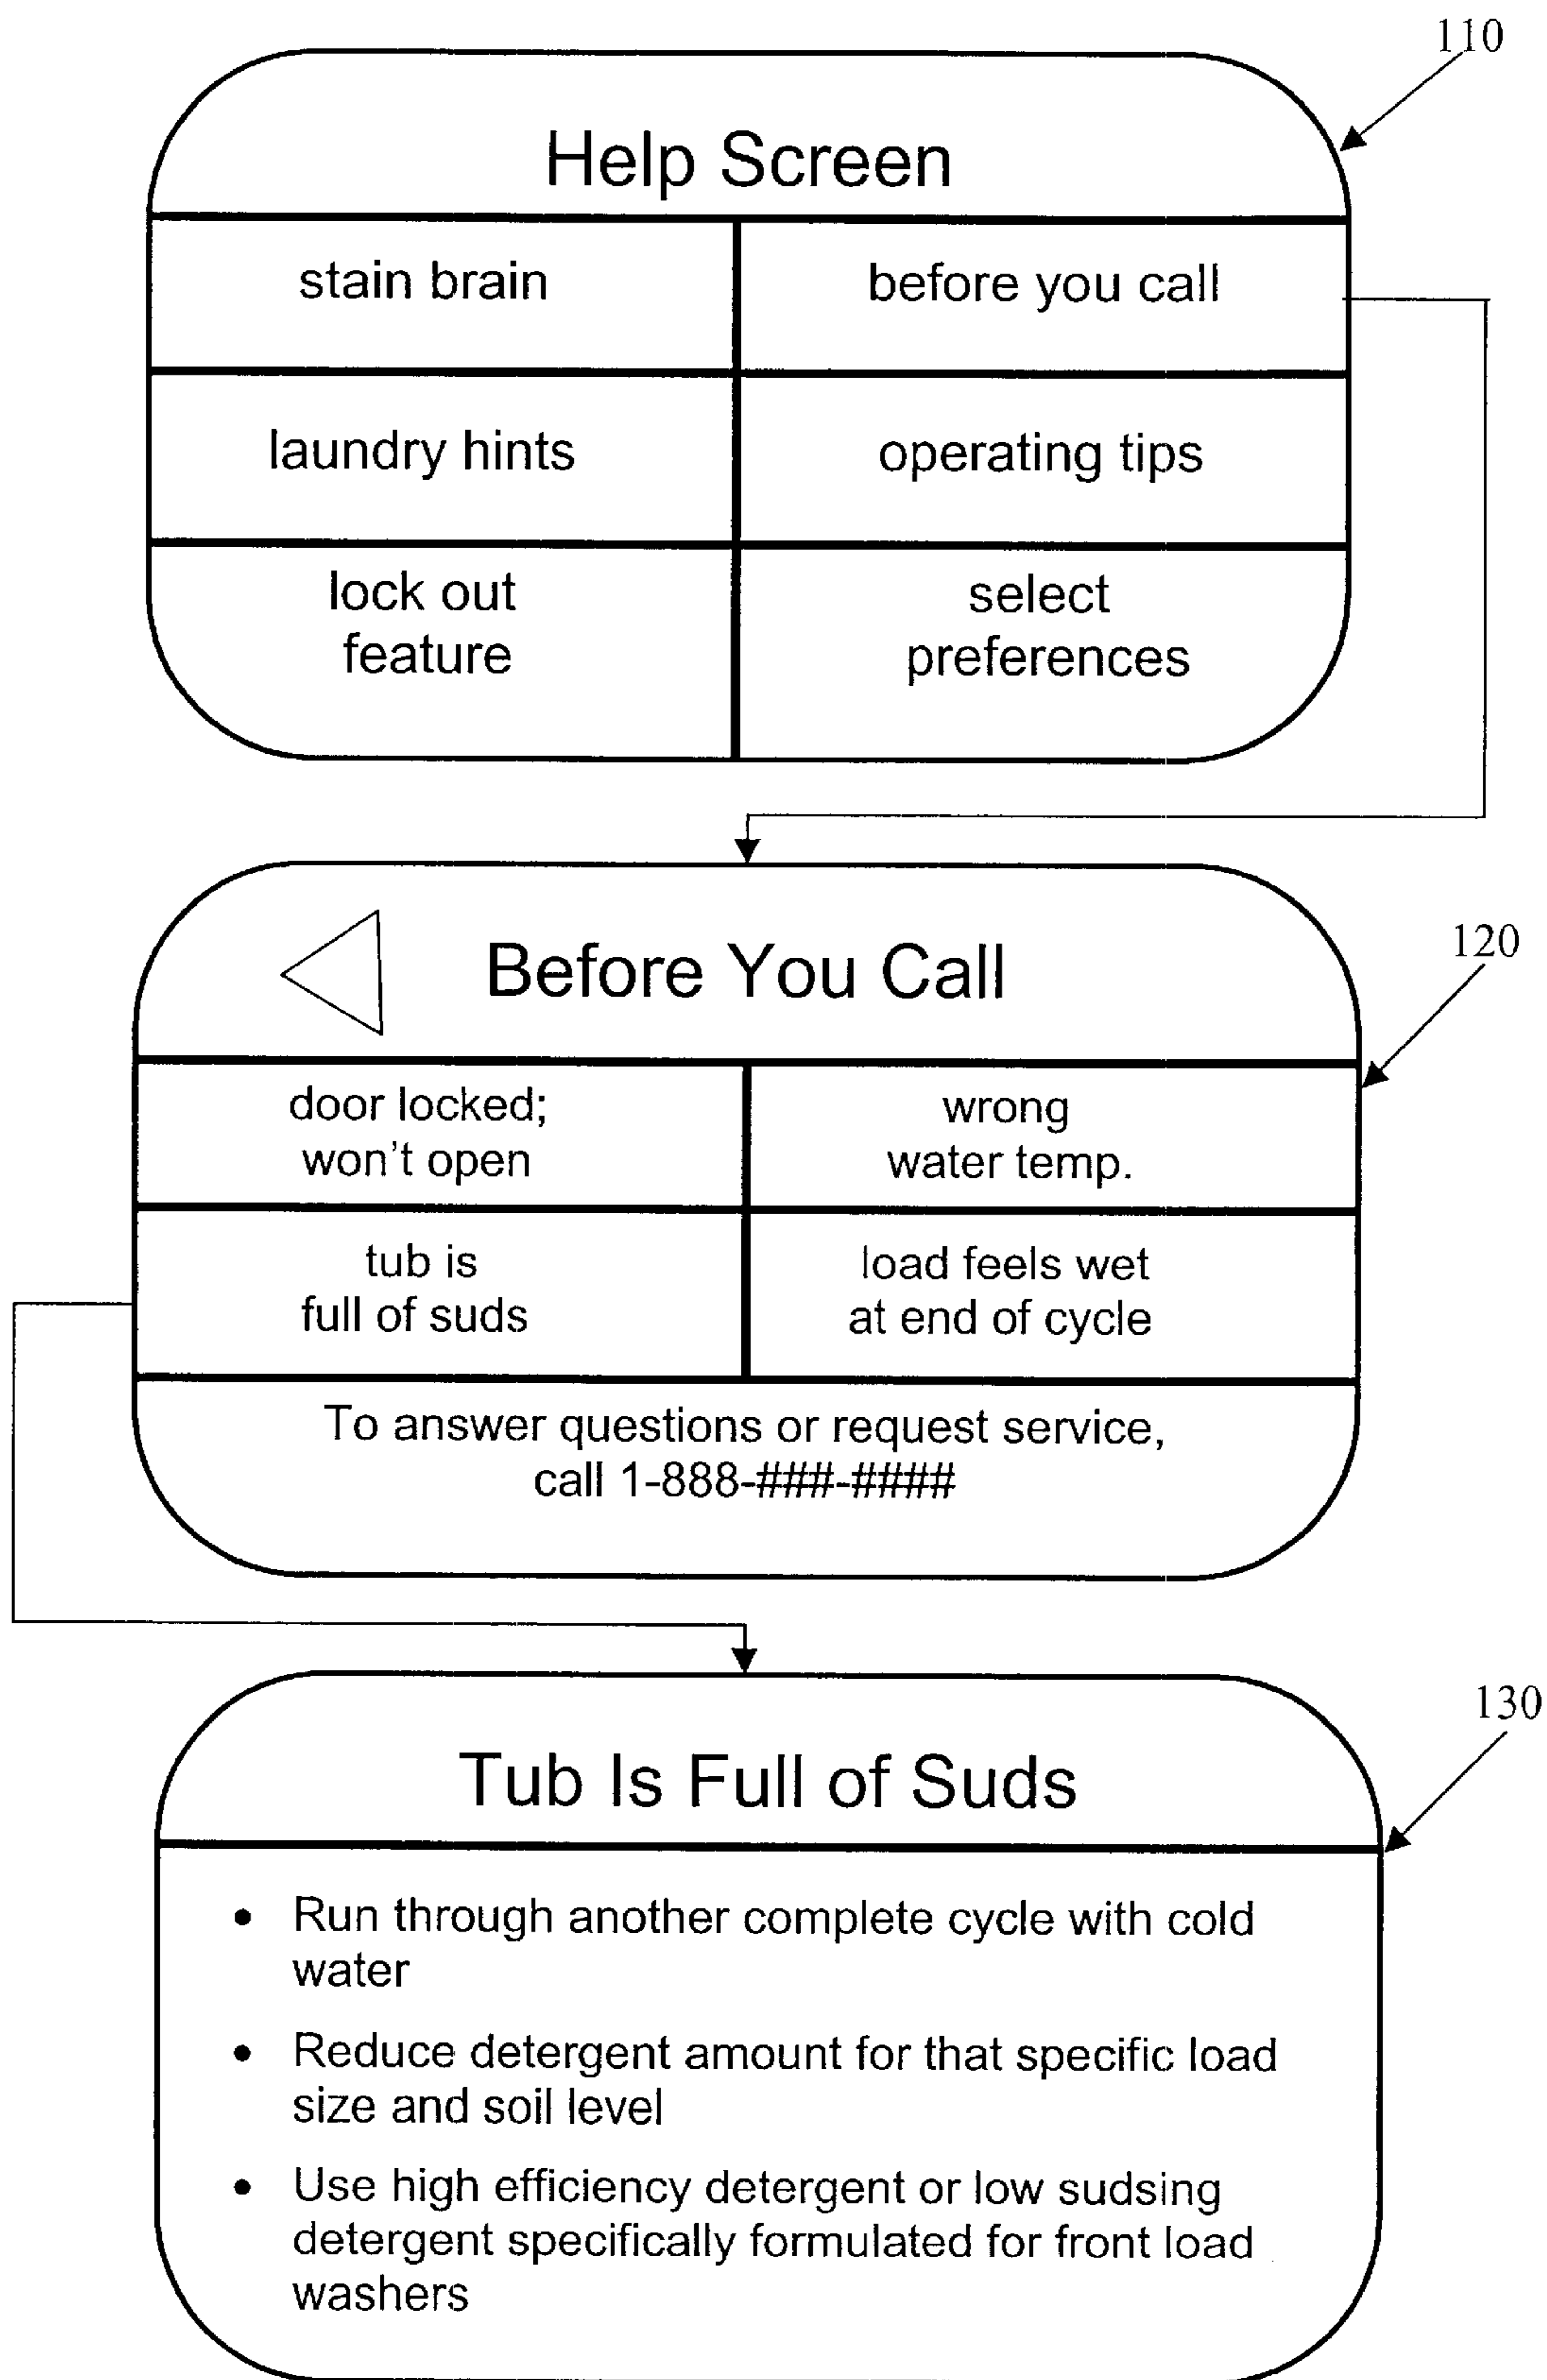 110
Help Screen
stain brain
before you call
laundry hints
operating tips
lock out
feature
select
preferences
120
Before You Call
door locked;
won't open
wrong
water temp.
tub is
full of suds
load feels wet
at end of cycle
To answer questions or request service,
call 1-888-###-####
130
Tub Is Full of Suds
• Run through another complete cycle with cold
water
• Reduce detergent amount for that specific load
size and soil level
• Use high efficiency detergent or low sudsing
detergent specifically formulated for front load
washers